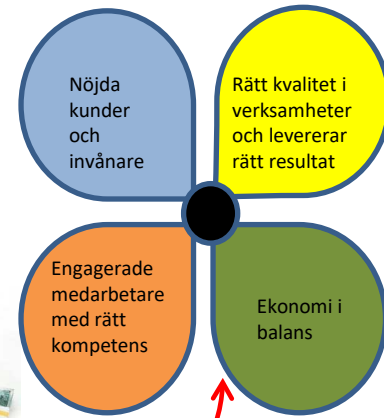 Nöjda
kunder
och
invånare
Rätt kvalitet i
verksamheter
och levererar
rätt resultat
Engagerade
medarbetare
med rätt
kompetens
Ekonomi i
balans